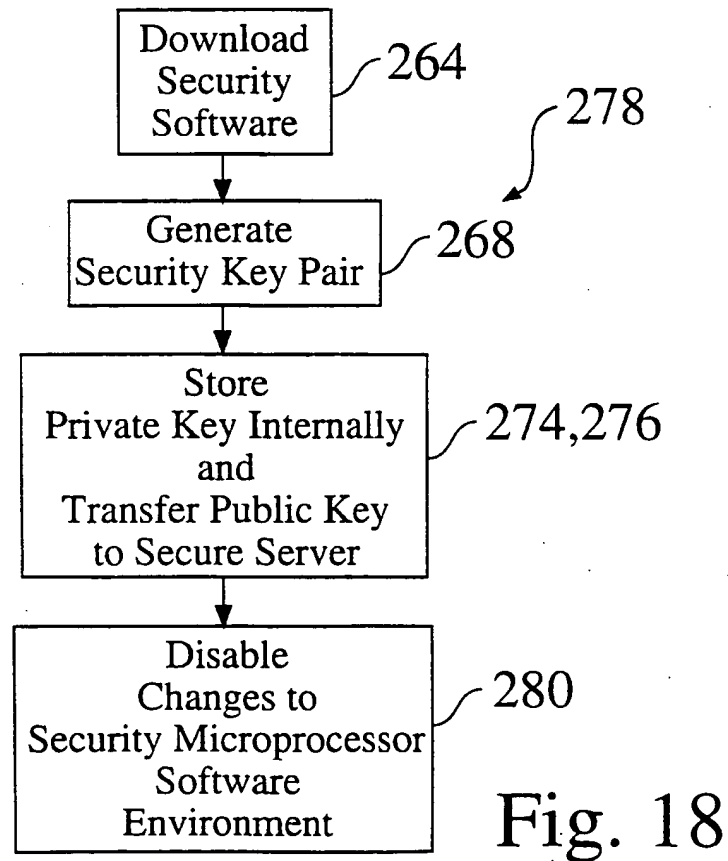 Download
Security
Software
264
278
Generate
Security Key Pair
268
Store
Private Key Internally
and
Transfer Public Key
to Secure Server
274,276
Disable
Changes to
Security Microprocessor
Software
Environment
280
Fig. 18